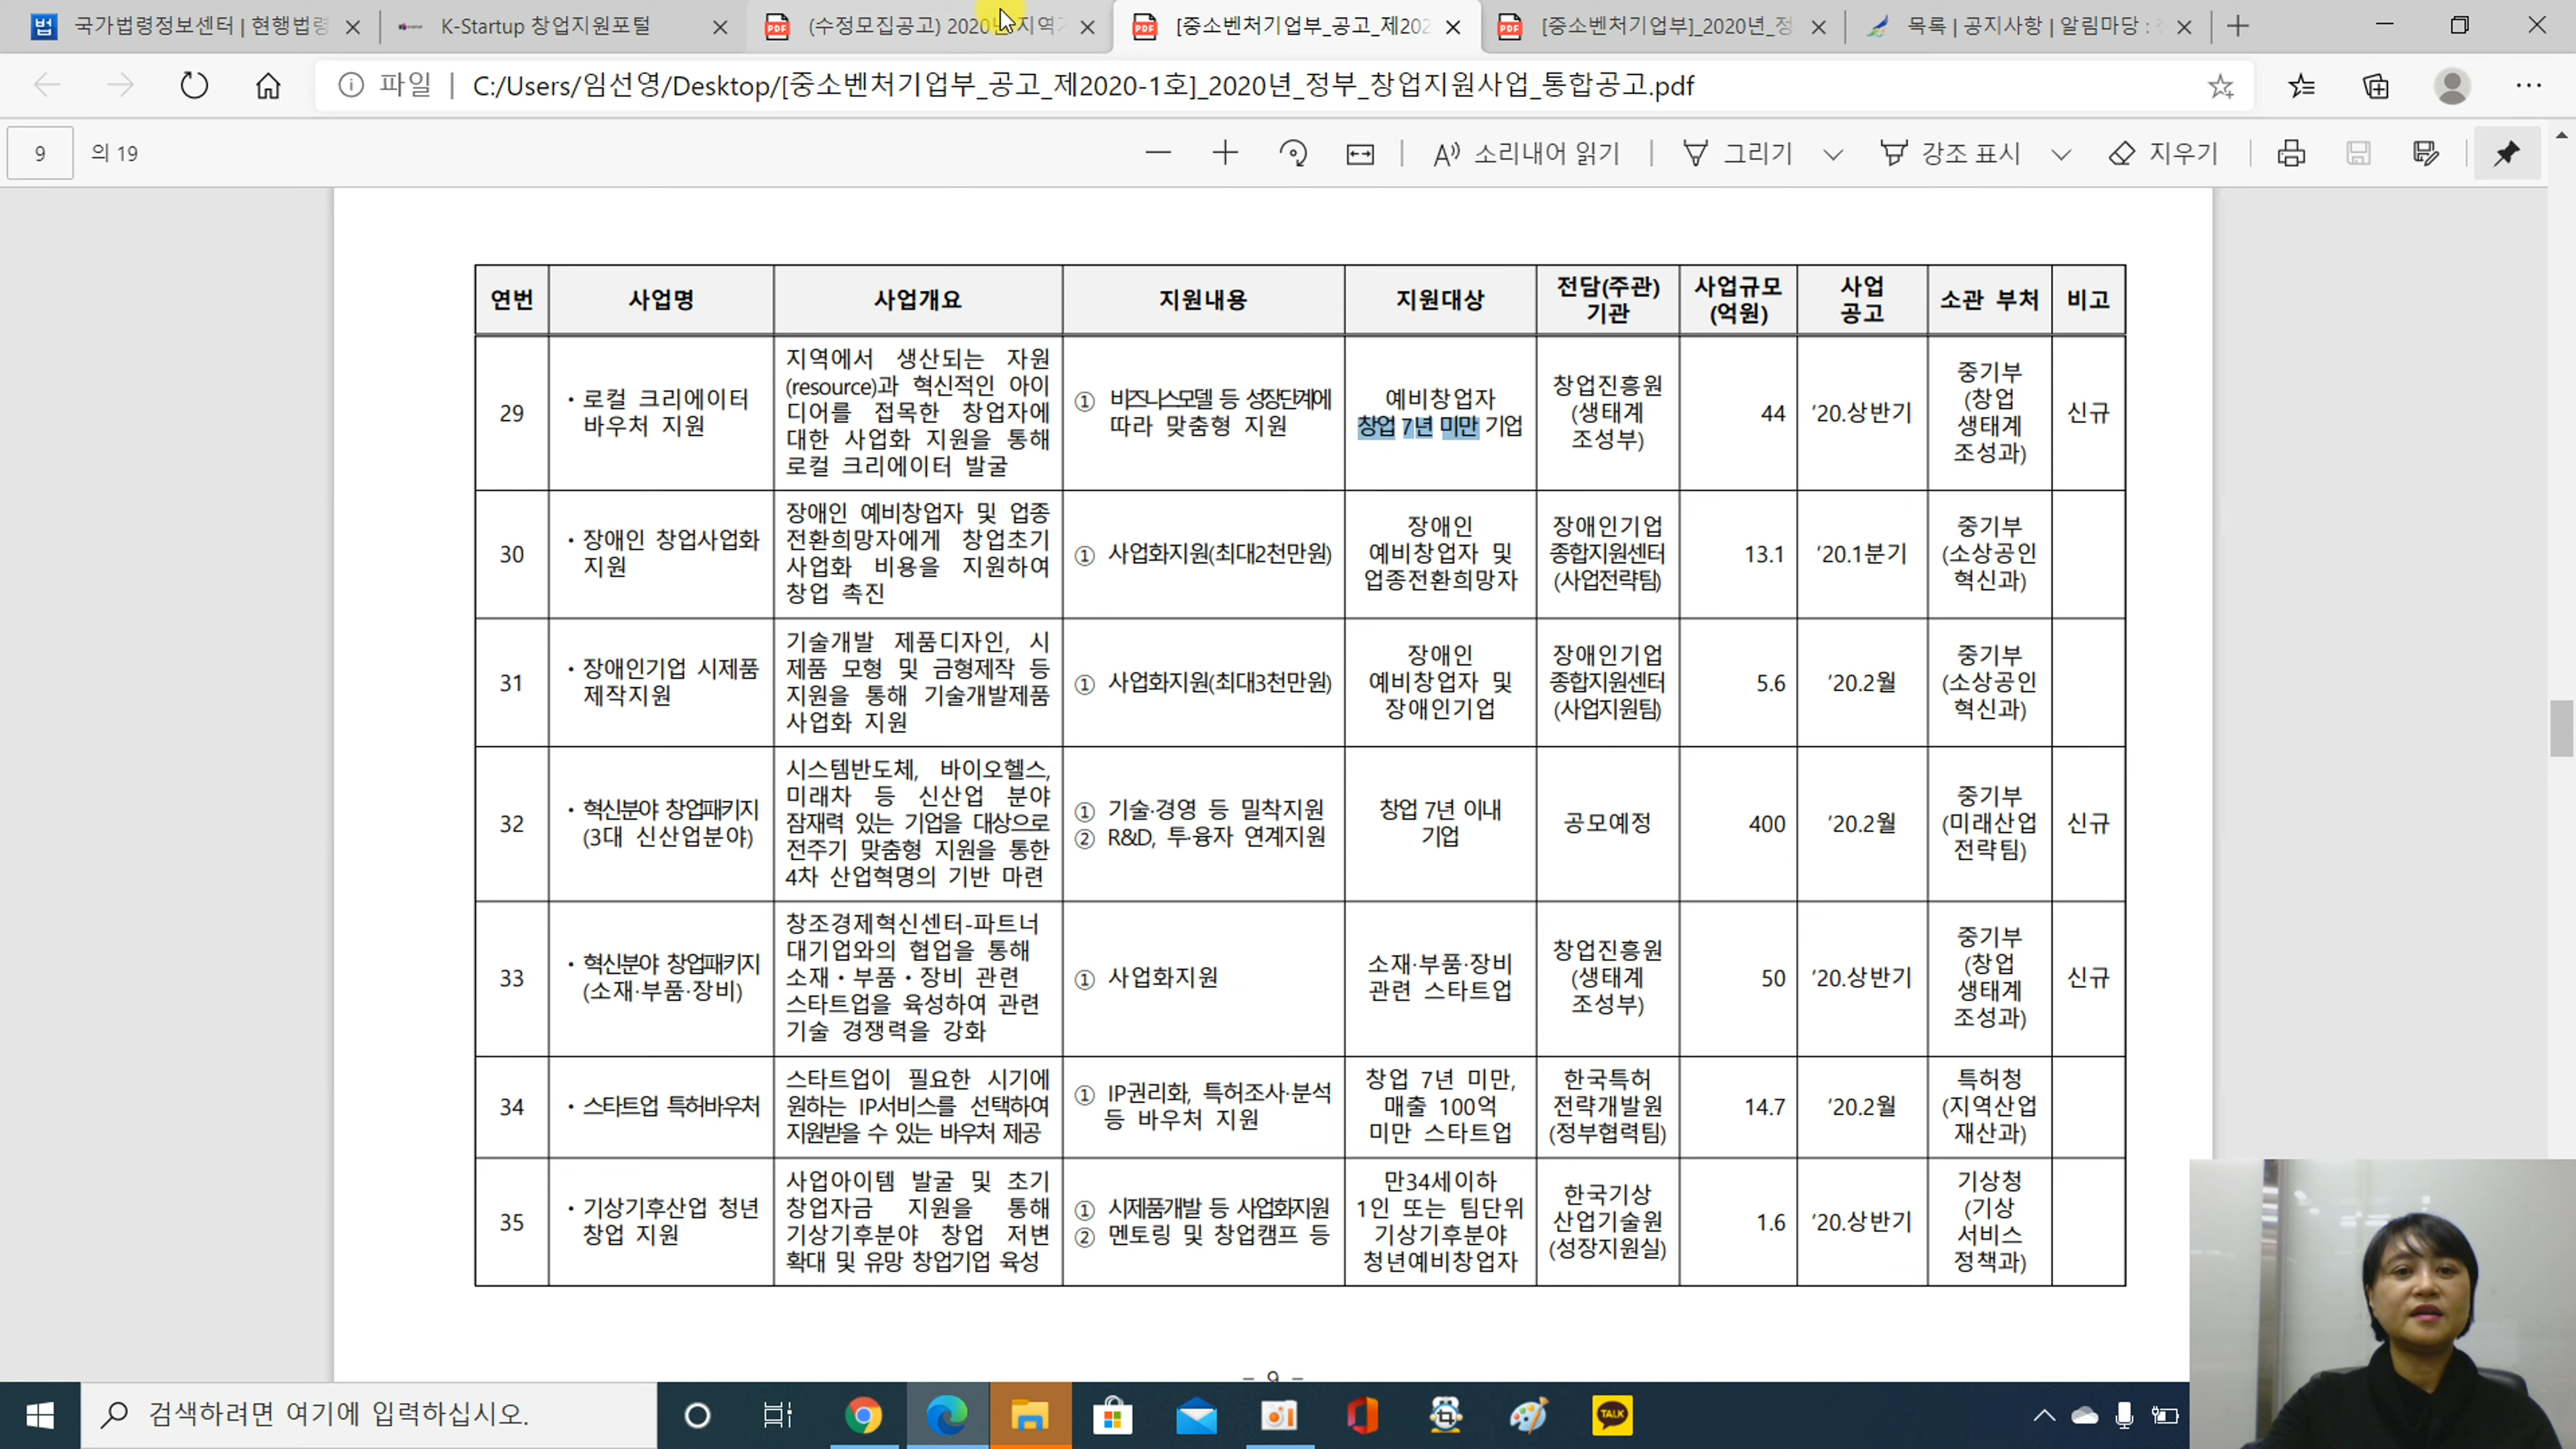 국가법령정보센터 | 현행법령
K-Startup 창업지원포털
(수정모집공고) 2020년 지역
[중소벤처기업부_공고_제202
[중소벤처기업부]_2020년_정
목록 | 공지사항 | 알림마당 :
파일 | C:/Users/임선영/Desktop/[중소벤처기업부_공고_제2020-1호]_2020년_정부_창업지원사업_통합공고.pdf
9 의 19
소리내어 읽기
그리기
강조 표시
지우기
연번 사업명 사업개요 지원내용 지원대상 전담(주관) 기관 사업규모 (억원) 사업 공고 소관 부처 비고
29
· 로컬 크리에이터
바우처 지원
지역에서 생산되는 자원
(resource)과 혁신적인 아이
디어를 접목한 창업자에
대한 사업화 지원을 통해
로컬 크리에이터 발굴
① 비즈니스모델 등 성장단계에
따라 맞춤형 지원
예비창업자
창업 7년 미만 기업
창업진흥원
(생태계
조성부)
44
'20.상반기
중기부
(창업
생태계
조성과)
신규
30
· 장애인 창업사업화
지원
장애인 예비창업자 및 업종
전환희망자에게 창업초기
사업화 비용을 지원하여
창업 촉진
① 사업화지원(최대2천만원)
장애인
예비창업자 및
업종전환희망자
장애인기업
종합지원센터
(사업전략팀)
13.1
'20.1분기
중기부
(소상공인
혁신과)
31
· 장애인기업 시제품
제작지원
기술개발 제품디자인, 시
제품 모형 및 금형제작 등
지원을 통해 기술개발제품
사업화 지원
① 사업화지원(최대3천만원)
장애인
예비창업자 및
장애인기업
장애인기업
종합지원센터
(사업지원팀)
5.6
'20.2월
중기부
(소상공인
혁신과)
32
· 혁신분야 창업패키지
(3대 신산업분야)
시스템반도체, 바이오헬스,
미래차 등 신산업 분야
잠재력 있는 기업을 대상으로
전주기 맞춤형 지원을 통한
4차 산업혁명의 기반 마련
① 기술·경영 등 밀착지원
② R&D, 투·융자 연계지원
창업 7년 이내
기업
공모예정
400
'20.2월
중기부
(미래산업
전략팀)
신규
33
· 혁신분야 창업패키지
(소재·부품·장비)
창조경제혁신센터-파트너
대기업와의 협업을 통해
소재・부품・장비 관련
스타트업을 육성하여 관련
기술 경쟁력을 강화
① 사업화지원
소재·부품·장비
관련 스타트업
창업진흥원
(생태계
조성부)
50
'20.상반기
중기부
(창업
생태계
조성과)
신규
34
· 스타트업 특허바우처
스타트업이 필요한 시기에
원하는 IP서비스를 선택하여
지원받을 수 있는 바우처 제공
① IP권리화, 특허조사·분석
등 바우처 지원
창업 7년 미만,
매출 100억
미만 스타트업
한국특허
전략개발원
(정부협력팀)
14.7
'20.2월
특허청
(지역산업
재산과)
35
· 기상기후산업 청년
창업 지원
사업아이템 발굴 및 초기
창업자금 지원을 통해
기상기후분야 창업 저변
확대 및 유망 창업기업 육성
① 시제품개발 등 사업화지원
② 멘토링 및 창업캠프 등
만34세이하
1인 또는 팀단위
기상기후분야
청년예비창업자
한국기상
산업기술원
(성장지원실)
1.6
'20.상반기
기상청
(기상
서비스
정책과)
- 9 -
검색하려면 여기에 입력하십시오.
TALK